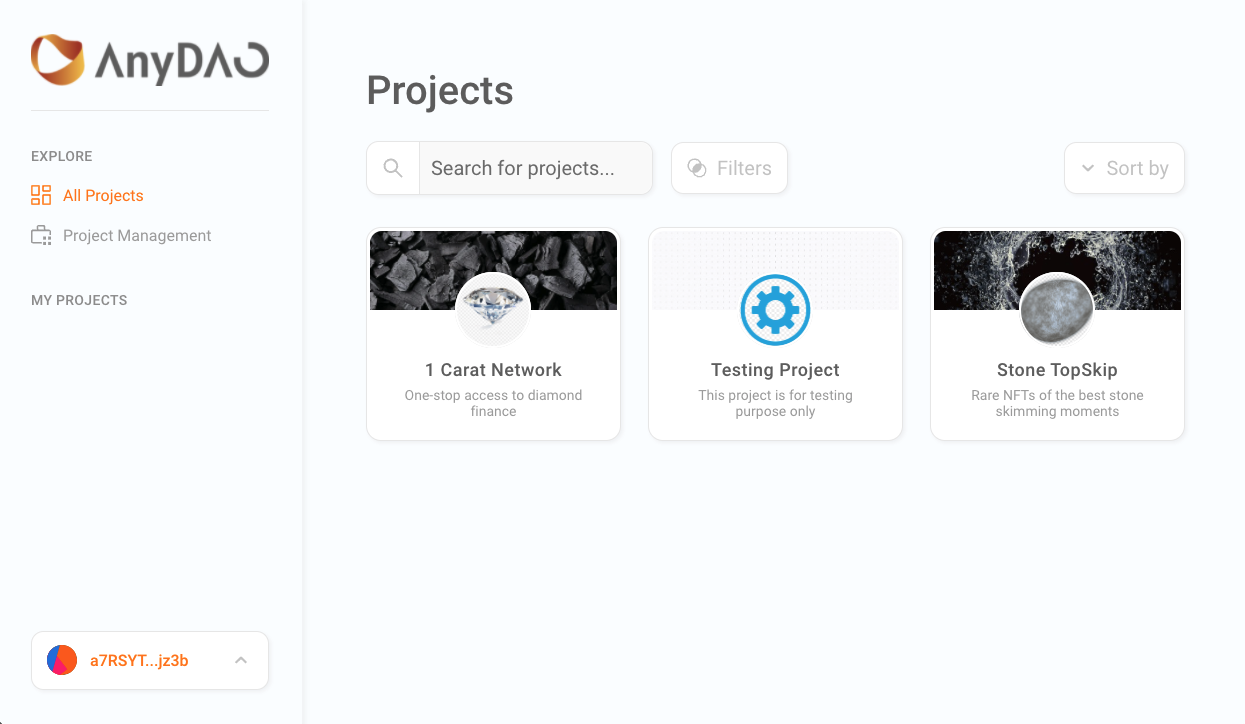 AnyDAO
EXPLORE
All Projects
Project Management
MY PROJECTS
a7RSYT...jz3b
Projects
Search for projects...
Filters
Sort by
1 Carat Network
One-stop access to diamond
finance
Testing Project
This project is for testing
purpose only
Stone TopSkip
Rare NFTs of the best stone
skimming moments